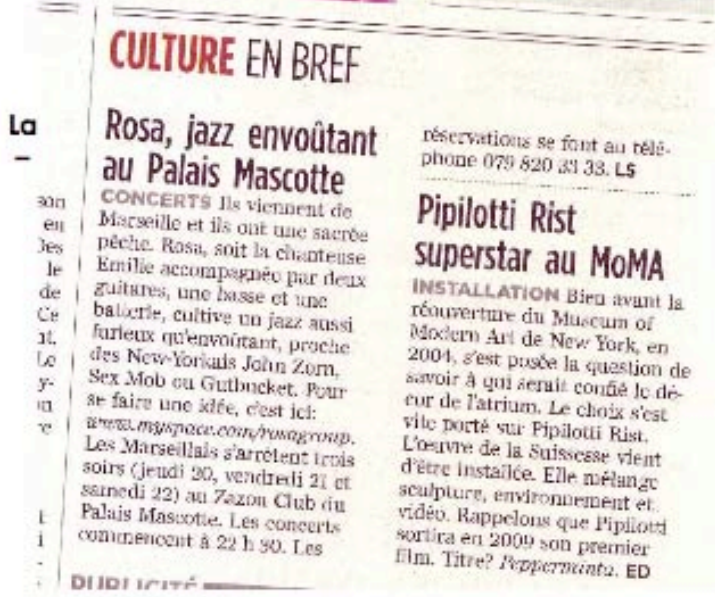 CULTURE EN BREF
La
Rosa, jazz envoûtant
au Palais Mascotte
CONCERTS Ils viennent de
Marseille et ils ont une sacrée
pêche. Rosa, soit la chanteuse
Emilie accompagnée par deux
guitares, une basse et une
batterie, cultive un jazz aussi
furieux qu'envoûtant, proche
des New-Yorkais John Zorn,
Sex Mob ou Gutbucket. Pour
se faire une idée, c'est ici:
www.myspace.com/rosagroup.
Les Marseillais s'arrêtent trois
soirs (jeudi 20, vendredi 21 et
samedi 22) au Zazou Club du
Palais Mascotte. Les concerts
commencent à 22 h 30. Les
réservations se font au télé-
phone 079 820 33 33. LS
Pipilotti Rist
superstar au MoMA
INSTALLATION Bien avant la
réouverture du Museum of
Modern Art de New York, en
2004, s'est posée la question de
savoir à qui serait confié le dé-
cor de l'atrium. Le choix s'est
vite porté sur Pipilotti Rist.
L'œuvre de la Suissesse vient
d'être installée. Elle mélange
sculpture, environnement et
vidéo. Rappelons que Pipilotti
sortira en 2009 son premier
film. Titre? Pepperminta. ED
son
en
le
de
PUBLICITÉ